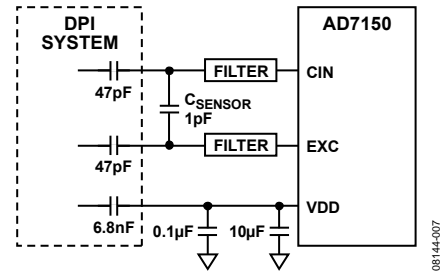 DPI
SYSTEM
AD7150
FILTER
CIN
47pF
CSENSOR
1pF
FILTER
EXC
47pF
VDD
6.8nF
0.1µF
10µF
08144-007